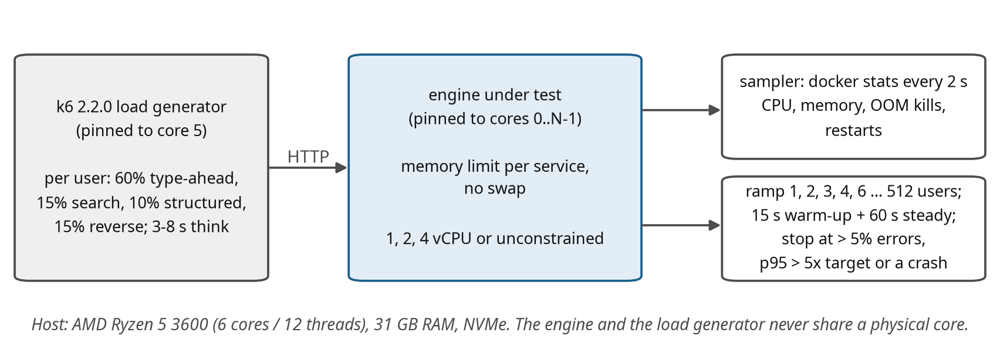 k6 2.2.0 load generator
(pinned to core 5)
per user: 60% type-ahead,
15% search, 10% structured,
15% reverse; 3-8 s think
HTTP
engine under test
(pinned to cores 0..N-1)
memory limit per service,
no swap
1, 2, 4 vCPU or unconstrained
sampler: docker stats every 2 s
CPU, memory, OOM kills,
restarts
ramp 1, 2, 3, 4, 6 ... 512 users;
15 s warm-up + 60 s steady;
stop at > 5% errors,
p95 > 5x target or a crash
Host: AMD Ryzen 5 3600 (6 cores / 12 threads), 31 GB RAM, NVMe. The engine and the load generator never share a physical core.